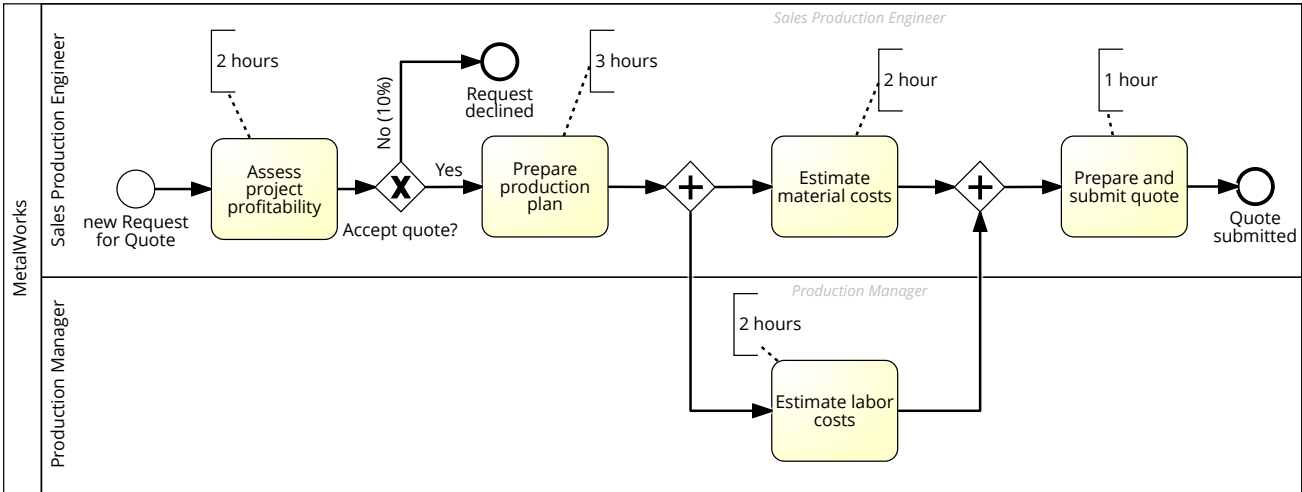 MetalWorks
Sales Production Engineer
Sales Production Engineer
new Request
for Quote
2 hours
Assess
project
profitability
Accept quote?
No (10%)
Request
declined
Yes
3 hours
Prepare
production
plan
2 hour
Estimate
material costs
1 hour
Prepare and
submit quote
Quote
submitted
Production Manager
Production Manager
2 hours
Estimate labor
costs